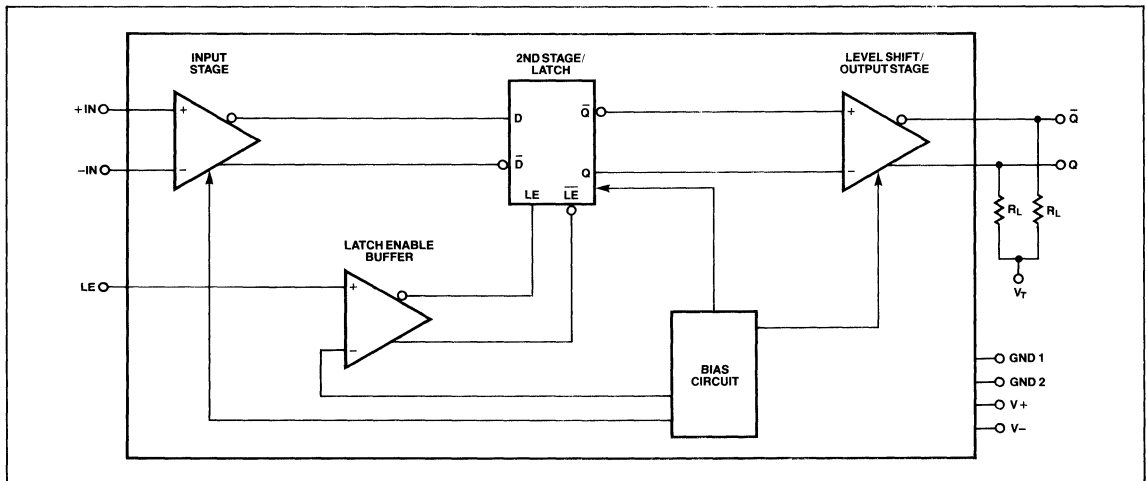 INPUT
STAGE
2ND STAGE/
LATCH
LEVEL SHIFT/
OUTPUT STAGE
+IN
+
D
Q̅
+
Q̅
–IN
–
D̅
Q
–
Q
LE
L̅E̅
R_L
R_L
LATCH ENABLE
BUFFER
LE
+
V_T
–
BIAS
CIRCUIT
GND 1
GND 2
V+
V–